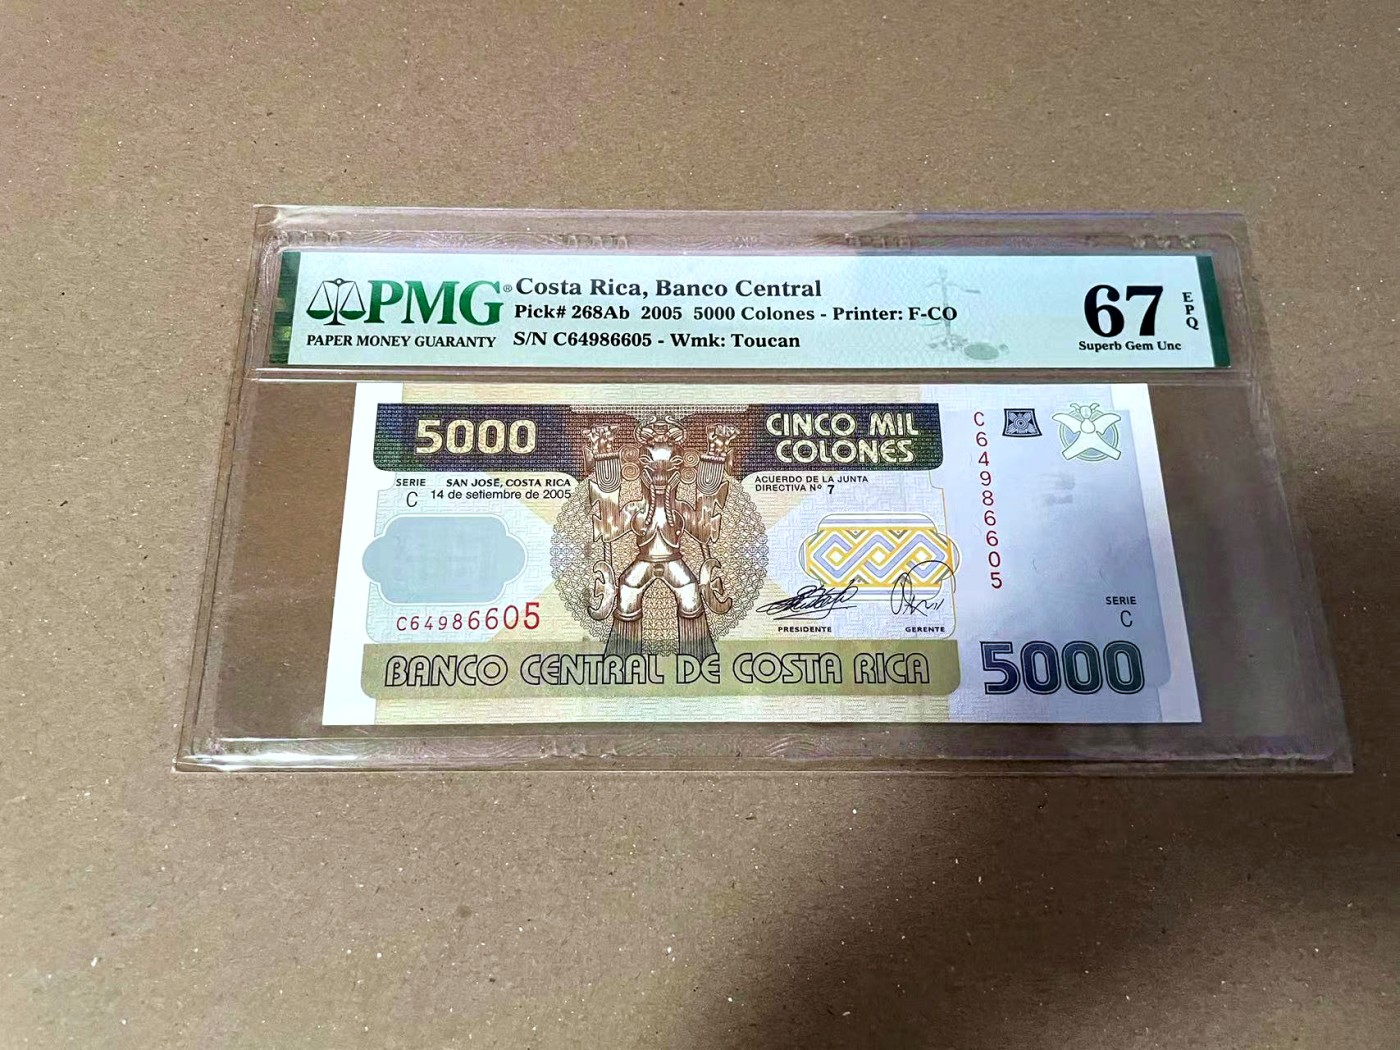 PMG®
PAPER MONEY GUARANTY
Costa Rica, Banco Central
Pick# 268Ab 2005 5000 Colones - Printer: F-CO
S/N C64986605 - Wmk: Toucan
67
EPQ
Superb Gem Unc
5000
CINCO MIL
COLONES
SERIE
C
SAN JOSE, COSTA RICA
14 de setiembre de 2005
ACUERDO DE LA JUNTA
DIRECTIVA Nº 7
C64986605
C64986605
PRESIDENTE
GERENTE
SERIE
C
BANCO CENTRAL DE COSTA RICA
5000